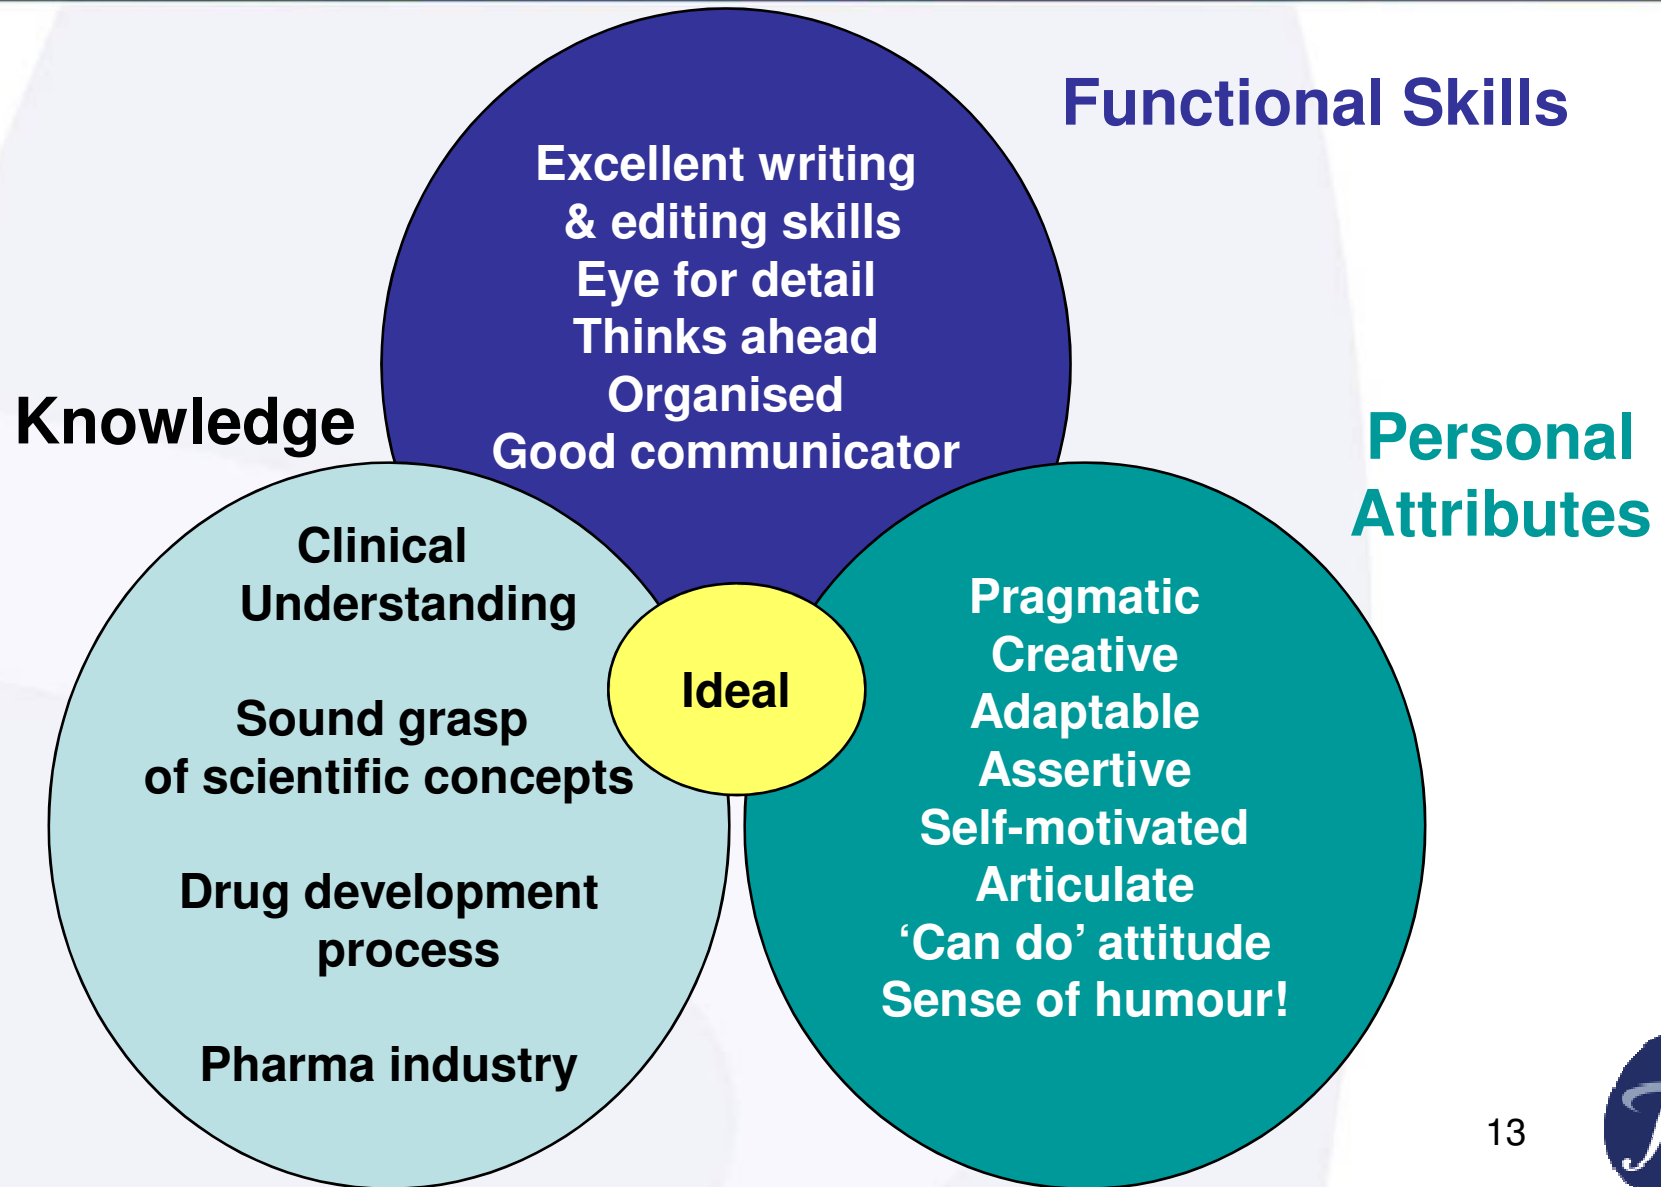 Functional Skills
Excellent writing
& editing skills
Eye for detail
Thinks ahead
Organised
Good communicator
Knowledge
Clinical
Understanding
Sound grasp
of scientific concepts
Drug development
process
Pharma industry
Ideal
Personal
Attributes
Pragmatic
Creative
Adaptable
Assertive
Self-motivated
Articulate
‘Can do’ attitude
Sense of humour!
13